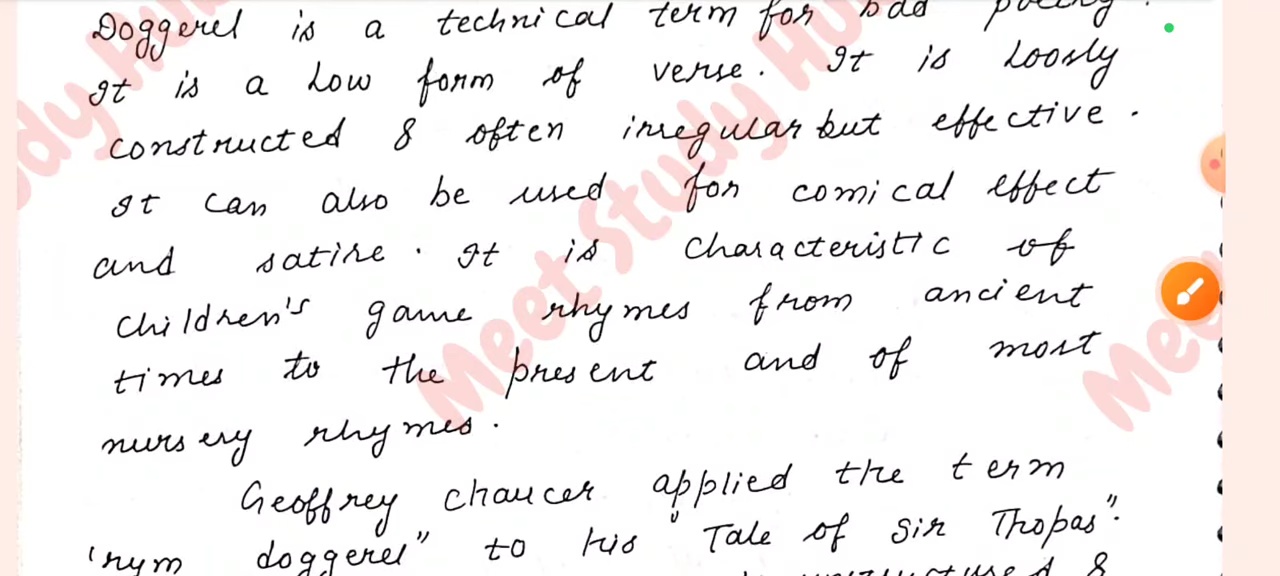 Doggerel is a technical term for bad poetry.
It is a Low form of verse. It is Loosly
constructed & often irregular but effective.
It can also be used for comical effect
and satire. It is characteristic of
children's game rhymes from ancient
times to the present and of most
nursery rhymes.
Geoffrey chaucer applied the term
'rym doggerel" to his "Tale of Sir Thopas".
&
Meet Study Hub